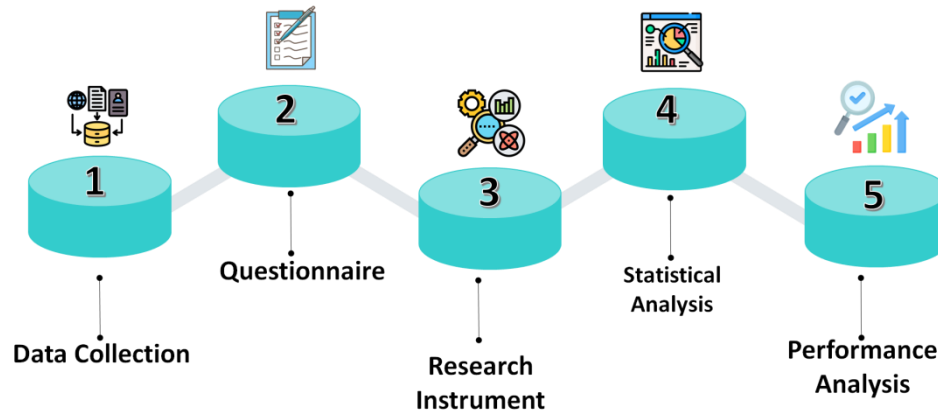 1
Data Collection
2
Questionnaire
3
Research
Instrument
4
Statistical
Analysis
5
Performance
Analysis